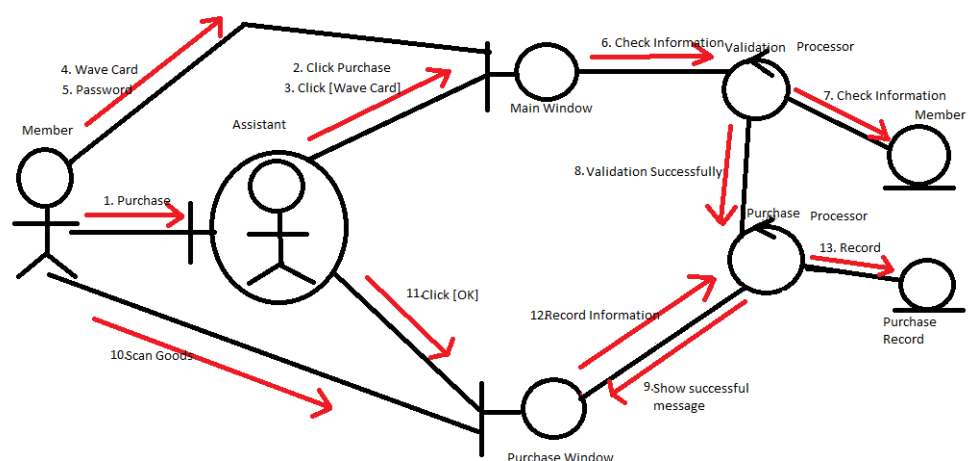 6. Check Information
Validation Processor
4. Wave Card
5. Password
2. Click Purchase
3. Click [Wave Card]
7. Check Information
Main Window
Member
Assistant
Member
8. Validation Successfully
1. Purchase
Purchase Processor
13. Record
11.Click [OK]
12Record Information
Purchase
Record
10.Scan Goods
9.Show successful
message
Purchase Window